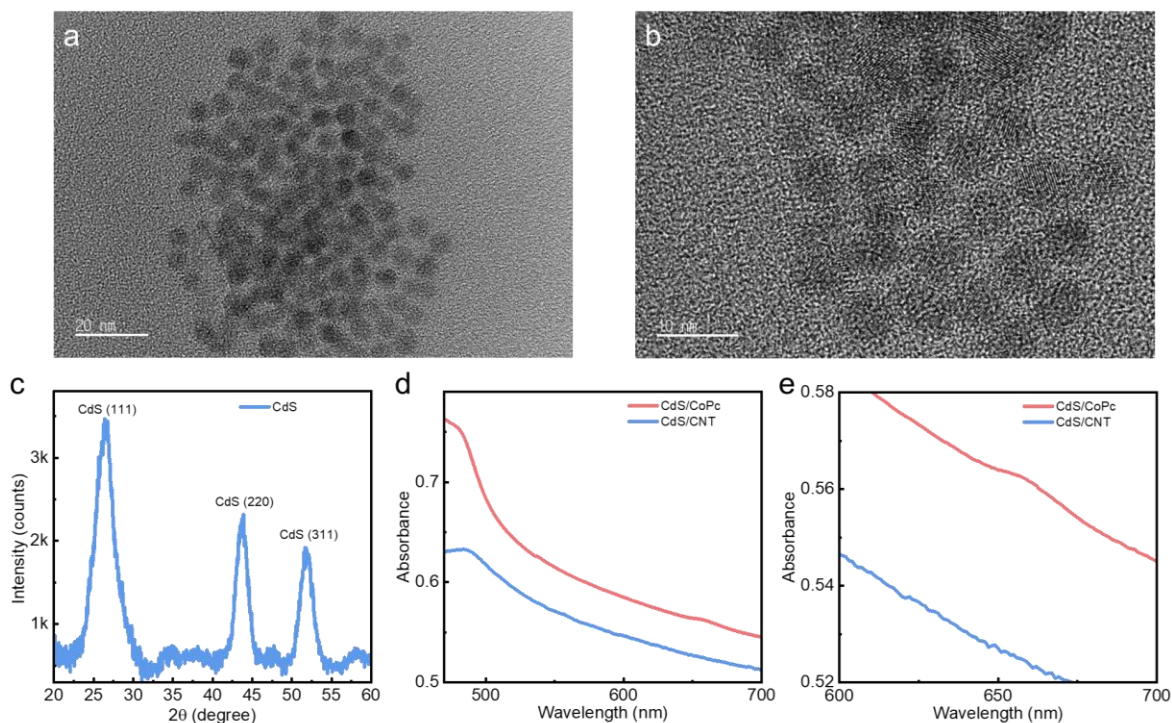 a
20 nm
b
10 nm
c
CdS
CdS (111)
CdS (220)
CdS (311)
Intensity (counts)
3k
2k
1k
20 25 30 35 40 45 50 55 60
2θ (degree)
d
CdS/CoPc
CdS/CNT
Absorbance
0.7
0.6
0.5
500 600 700
Wavelength (nm)
e
CdS/CoPc
CdS/CNT
Absorbance
0.58
0.56
0.54
0.52
600 650 700
Wavelength (nm)